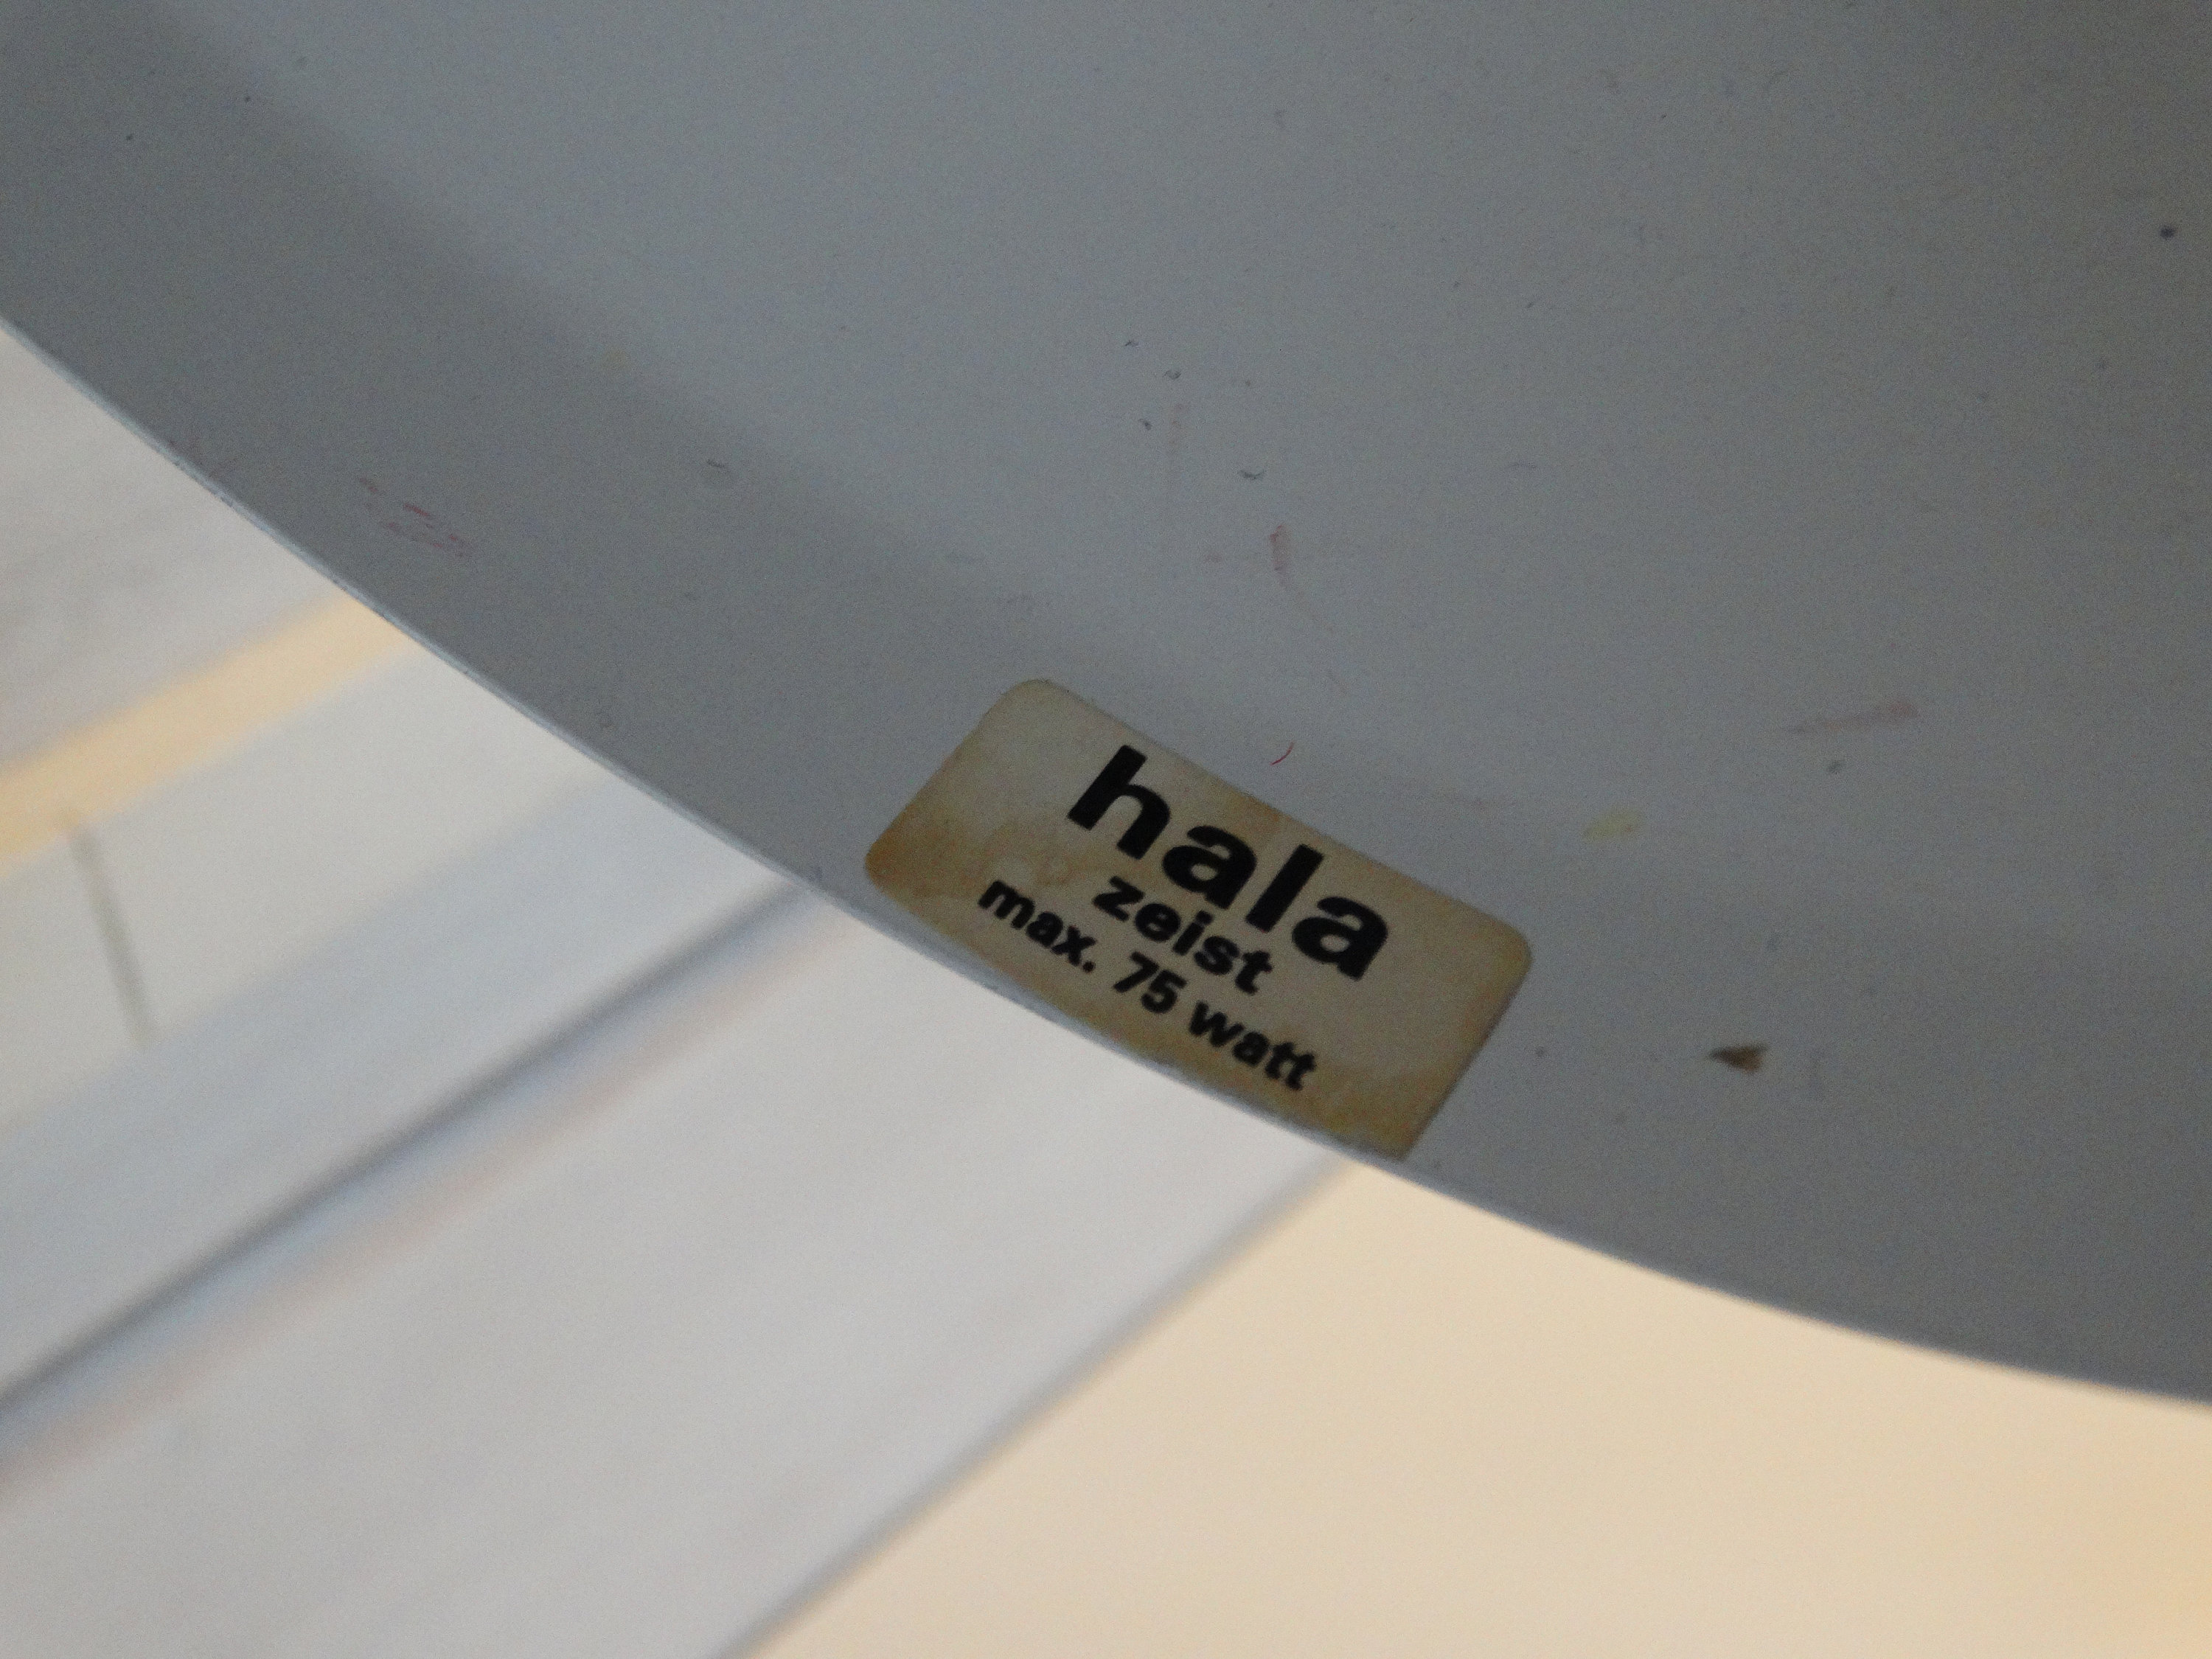 hala
zeist
max. 75 watt